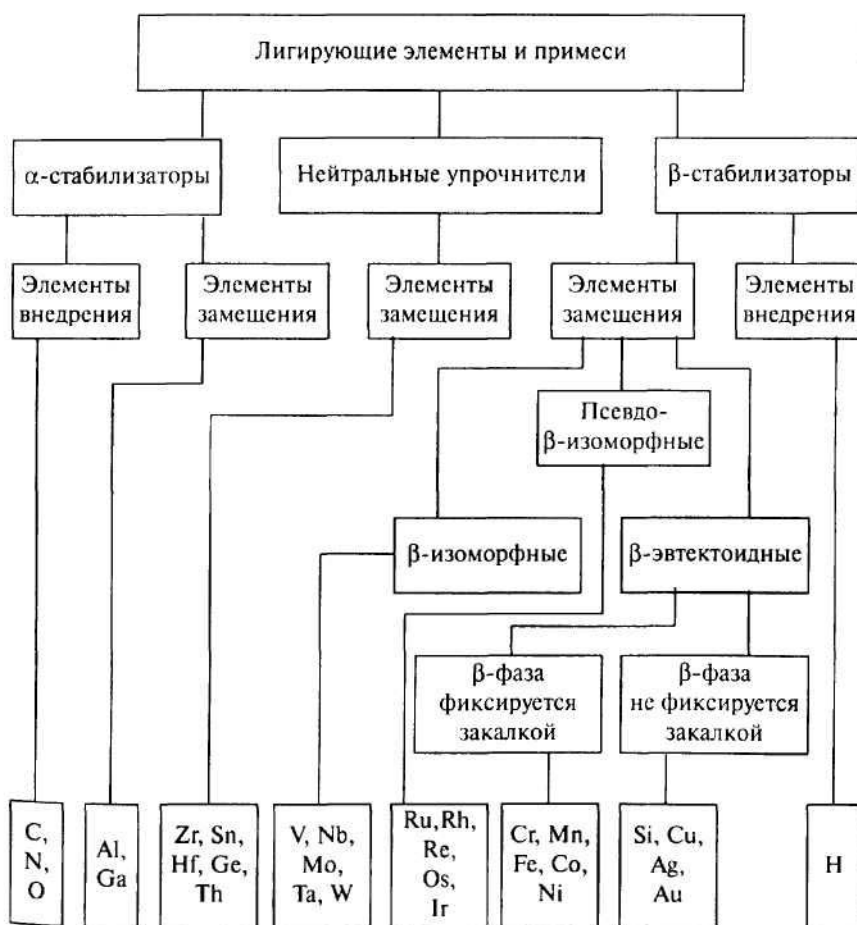 Лигирующие элементы и примеси
α-стабилизаторы
Нейтральные упрочнители
β-стабилизаторы
Элементы
внедрения
Элементы
замещения
Элементы
замещения
Элементы
замещения
Элементы
внедрения
Псевдо-
β-изоморфные
β-изоморфные
β-эвтектоидные
β-фаза
фиксируется
закалкой
β-фаза
не фиксируется
закалкой
C,
N,
O
Al,
Ga
Zr, Sn,
Hf, Ge,
Th
V, Nb,
Mo,
Ta, W
Ru,Rh,
Re,
Os,
Ir
Cr, Mn,
Fe, Co,
Ni
Si, Cu,
Ag,
Au
H